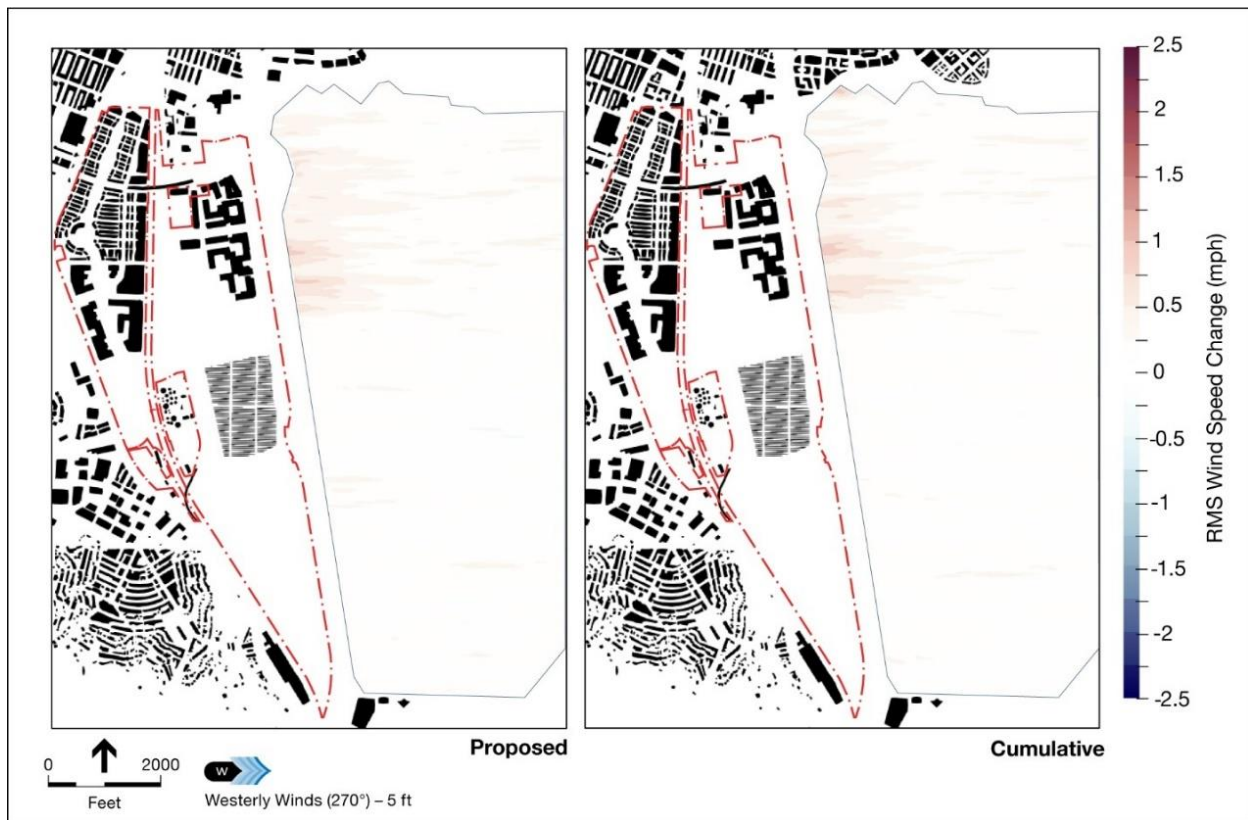 2.5
2
1.5
1
0.5
0
-0.5
-1
-1.5
-2
-2.5
RMS Wind Speed Change (mph)
Proposed
Cumulative
0 2000
Feet
W
Westerly Winds (270°) – 5 ft